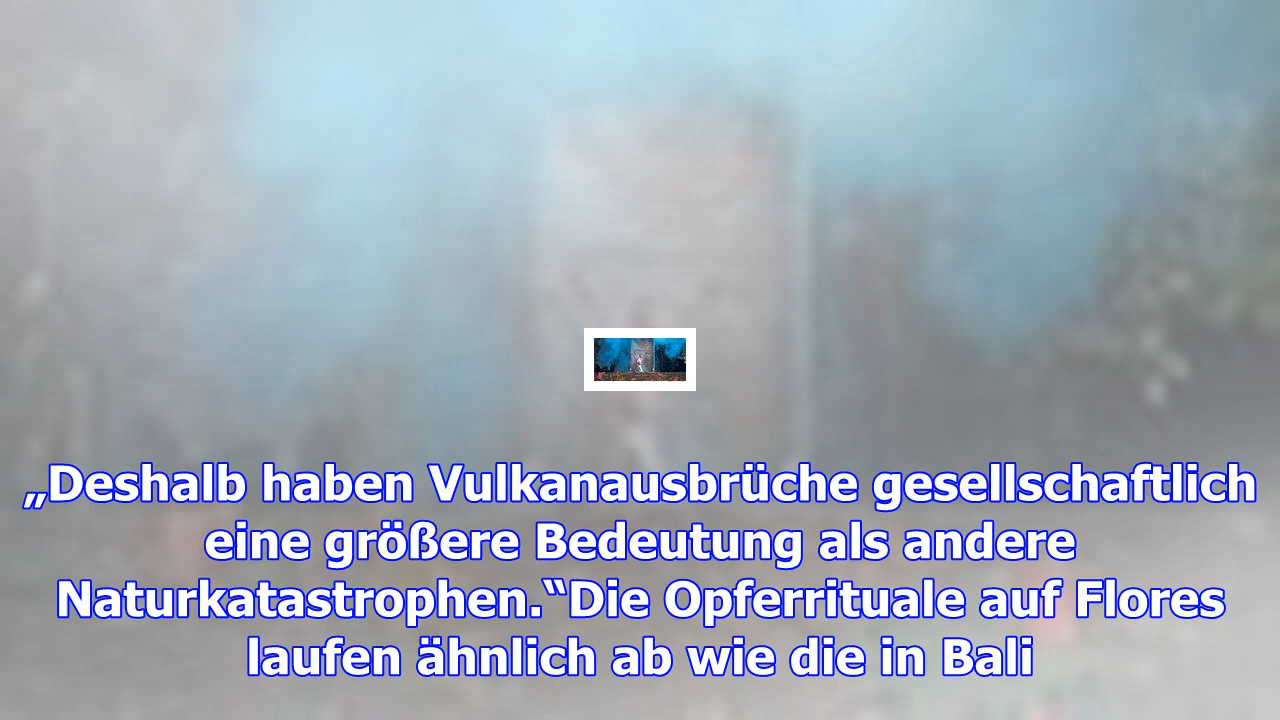 „Deshalb haben Vulkanausbrüche gesellschaftlich
eine größere Bedeutung als andere
Naturkatastrophen.“Die Opferrituale auf Flores
laufen ähnlich ab wie die in Bali